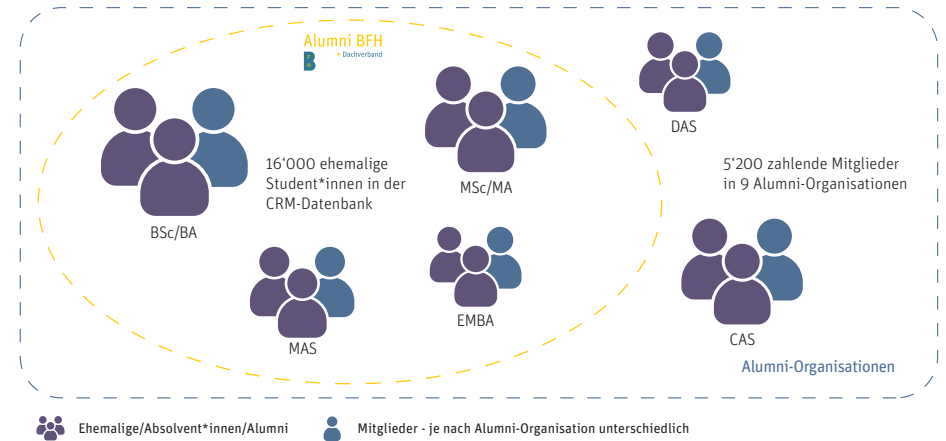 Alumni BFH
B
• Dachverband
DAS
16‘000 ehemalige
Student*innen in der
CRM-Datenbank
MSc/MA
5‘200 zahlende Mitglieder
in 9 Alumni-Organisationen
BSc/BA
EMBA
MAS
CAS
Alumni-Organisationen
Ehemalige/Absolvent*innen/Alumni
Mitglieder - je nach Alumni-Organisation unterschiedlich